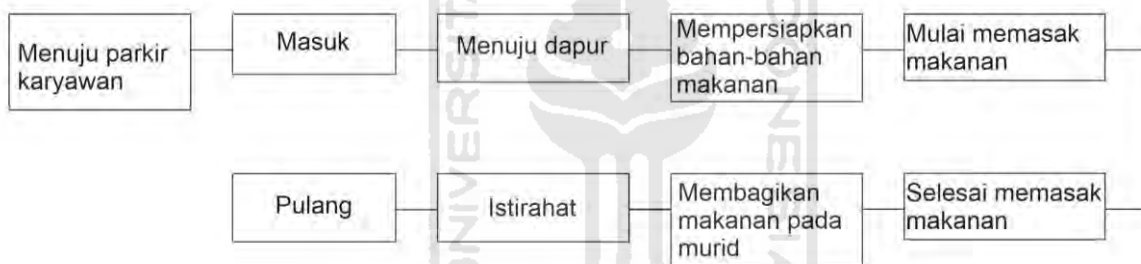 Menuju parkir
karyawan
Masuk
Menuju dapur
Mempersiapkan
bahan-bahan
makanan
Mulai memasak
makanan
Pulang
Istirahat
Membagikan
makanan pada
murid
Selesai memasak
makanan